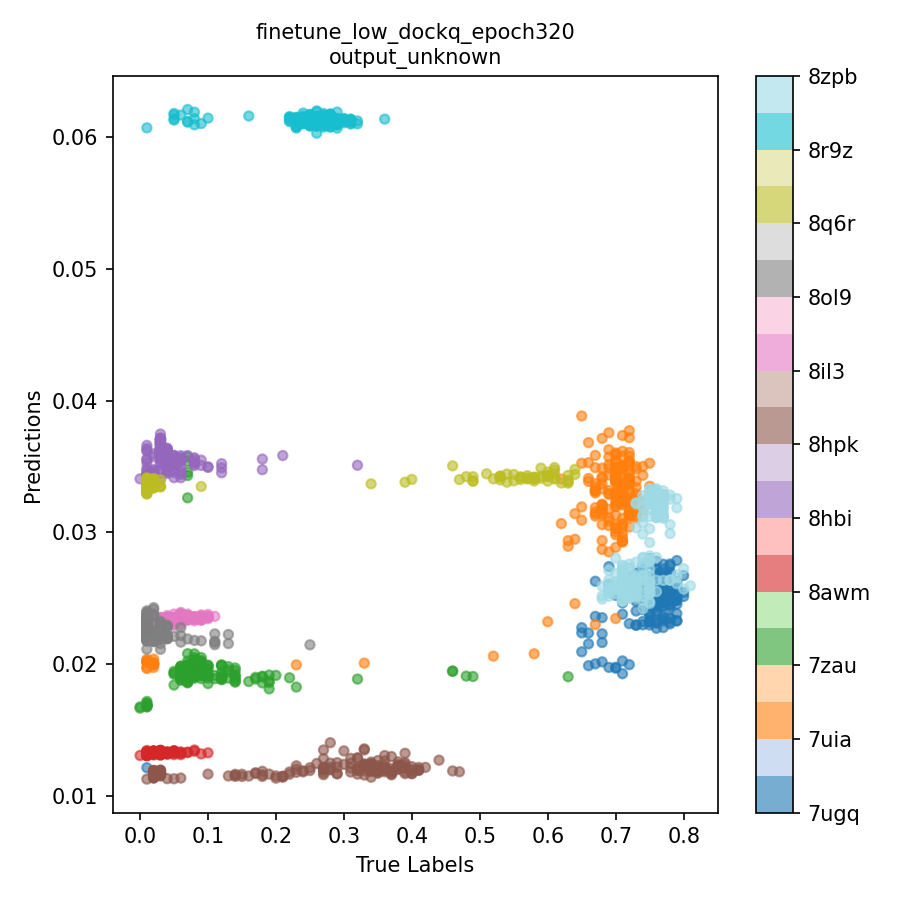 finetune_low_dockq_epoch320
output_unknown
0.06
0.05
0.04
0.03
0.02
0.01
Predictions
0.0 0.1 0.2 0.3 0.4 0.5 0.6 0.7 0.8
True Labels
8zpb
8r9z
8q6r
8ol9
8il3
8hpk
8hbi
8awm
7zau
7uia
7ugq